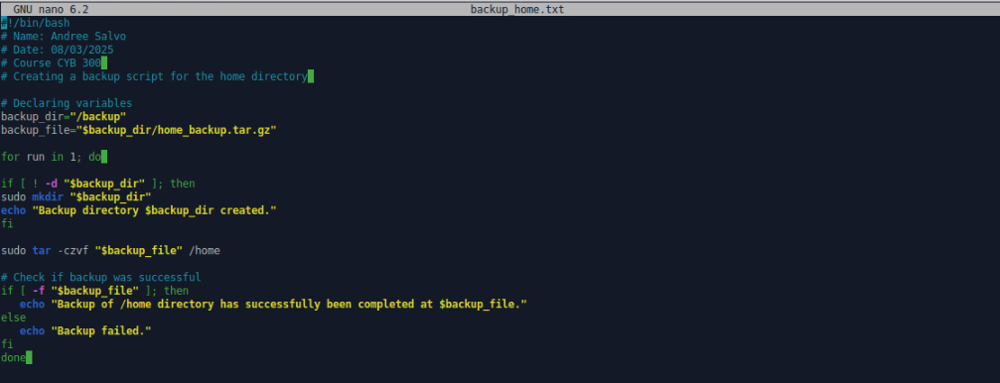 GNU nano 6.2 backup_home.txt
#!/bin/bash
# Name: Andree Salvo
# Date: 08/03/2025
# Course CYB 300
# Creating a backup script for the home directory
# Declaring variables
backup_dir="/backup"
backup_file="$backup_dir/home_backup.tar.gz"
for run in 1; do
if [ ! -d "$backup_dir" ]; then
sudo mkdir "$backup_dir"
echo "Backup directory $backup_dir created."
fi
sudo tar -czvf "$backup_file" /home
# Check if backup was successful
if [ -f "$backup_file" ]; then
echo "Backup of /home directory has successfully been completed at $backup_file."
else
echo "Backup failed."
fi
done